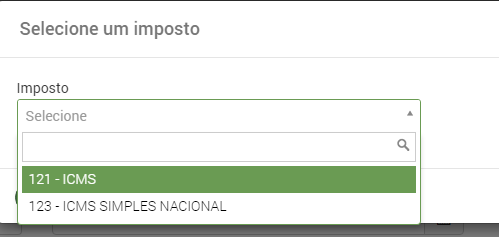 Selecione um imposto
Imposto
Selecione
121 - ICMS
123 - ICMS SIMPLES NACIONAL